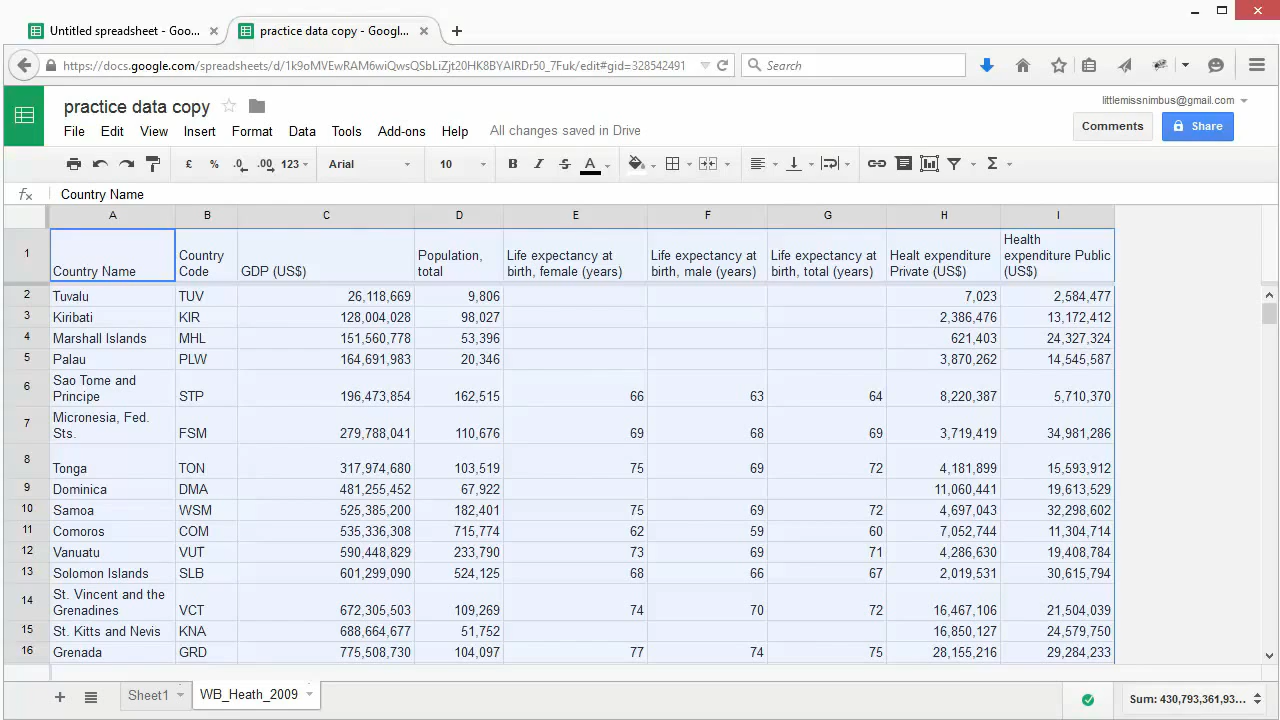 Untitled spreadsheet - Goo...
practice data copy - Googl...
https://docs.google.com/spreadsheets/d/1k9oMVEwRAM6wiQwsQSbLiZjt20HK8BYAIRDr50_7Fuk/edit#gid=328542491
Search
practice data copy
littlemissnimbus@gmail.com
File Edit View Insert Format Data Tools Add-ons Help All changes saved in Drive
Comments Share
£ % .0 .00 123 Arial 10 B I S A Σ
fx Country Name
A B C D E F G H I
1 Country Name Country Code GDP (US$) Population, total Life expectancy at birth, female (years) Life expectancy at birth, male (years) Life expectancy at birth, total (years) Healt expenditure Private (US$) Health expenditure Public (US$)
2 Tuvalu TUV 26,118,669 9,806 7,023 2,584,477
3 Kiribati KIR 128,004,028 98,027 2,386,476 13,172,412
4 Marshall Islands MHL 151,560,778 53,396 621,403 24,327,324
5 Palau PLW 164,691,983 20,346 3,870,262 14,545,587
6 Sao Tome and Principe STP 196,473,854 162,515 66 63 64 8,220,387 5,710,370
7 Micronesia, Fed. Sts. FSM 279,788,041 110,676 69 68 69 3,719,419 34,981,286
8 Tonga TON 317,974,680 103,519 75 69 72 4,181,899 15,593,912
9 Dominica DMA 481,255,452 67,922 11,060,441 19,613,529
10 Samoa WSM 525,385,200 182,401 75 69 72 4,697,043 32,298,602
11 Comoros COM 535,336,308 715,774 62 59 60 7,052,744 11,304,714
12 Vanuatu VUT 590,448,829 233,790 73 69 71 4,286,630 19,408,784
13 Solomon Islands SLB 601,299,090 524,125 68 66 67 2,019,531 30,615,794
14 St. Vincent and the Grenadines VCT 672,305,503 109,269 74 70 72 16,467,106 21,504,039
15 St. Kitts and Nevis KNA 688,664,677 51,752 16,850,127 24,579,750
16 Grenada GRD 775,508,730 104,097 77 74 75 28,155,216 29,284,233
Sheet1 WB_Heath_2009
Sum: 430,793,361,93...